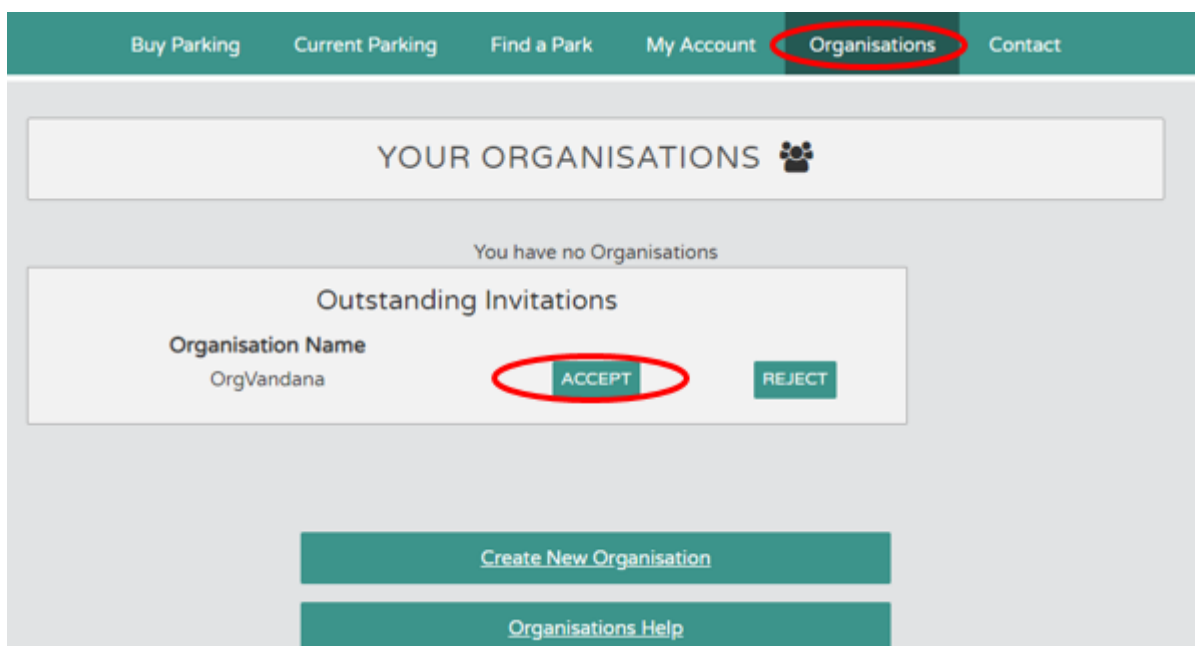 Buy Parking Current Parking Find a Park My Account Organisations Contact
YOUR ORGANISATIONS
You have no Organisations
Outstanding Invitations
Organisation Name
OrgVandana ACCEPT REJECT
Create New Organisation
Organisations Help